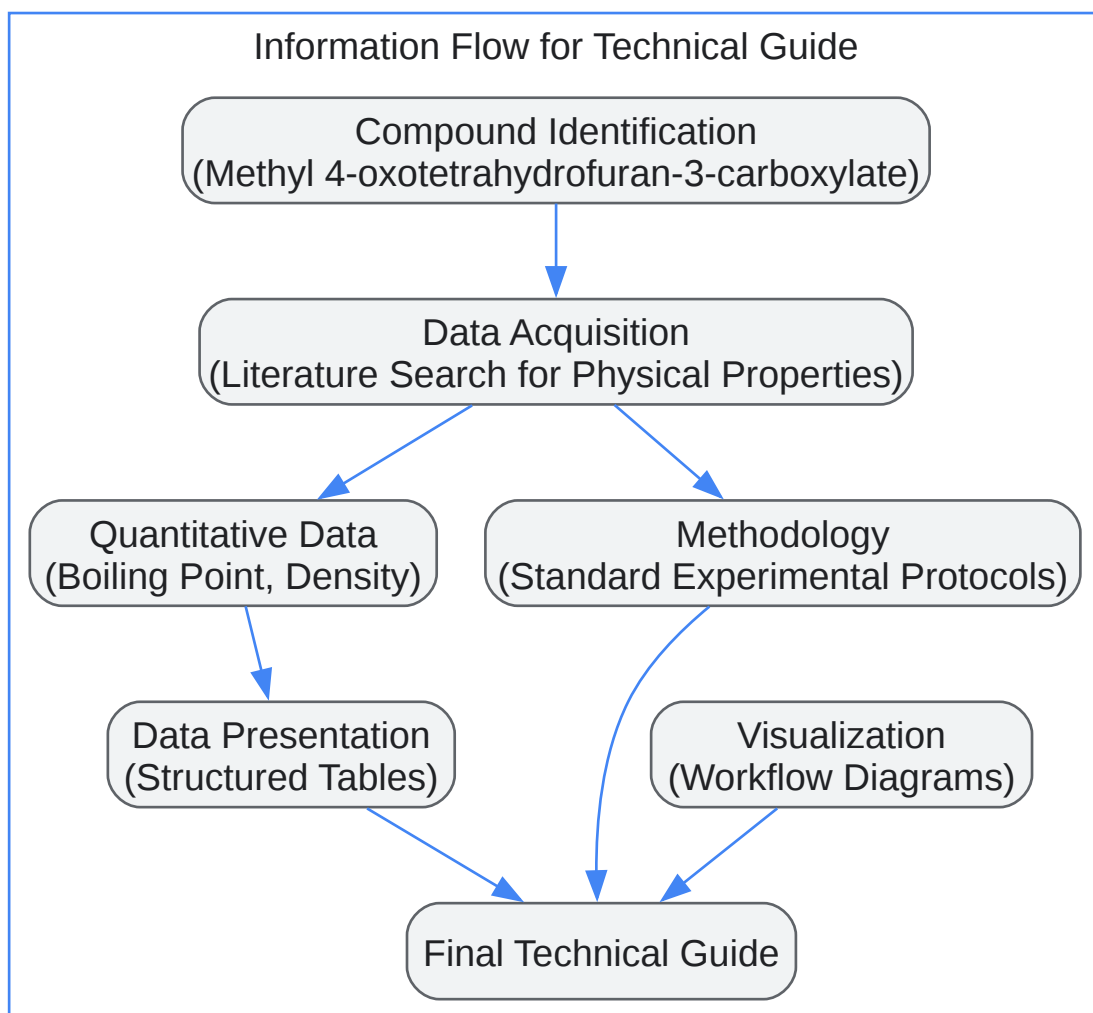 Information Flow for Technical Guide
Compound Identification
(Methyl 4-oxotetrahydrofuran-3-carboxylate)
Data Acquisition
(Literature Search for Physical Properties)
Quantitative Data
(Boiling Point, Density)
Methodology
(Standard Experimental Protocols)
Data Presentation
(Structured Tables)
Visualization
(Workflow Diagrams)
Final Technical Guide